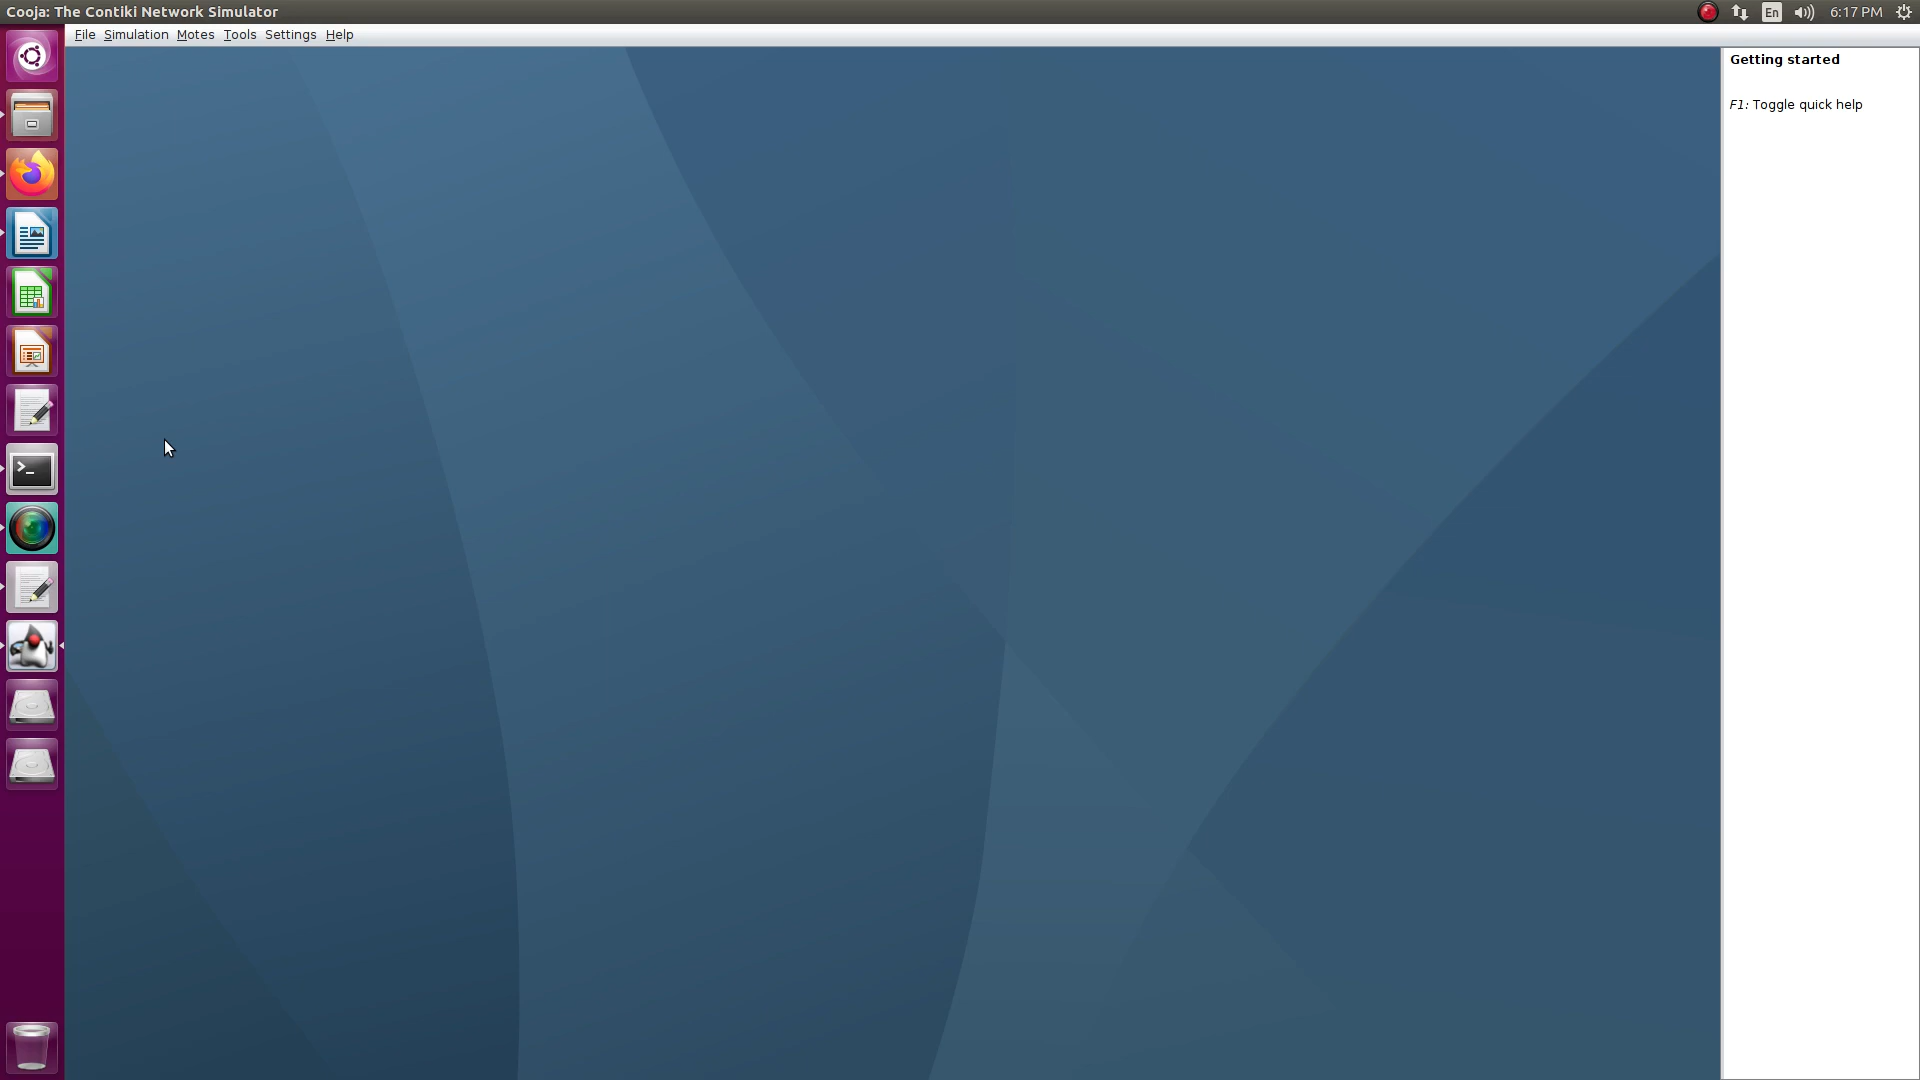 Cooja: The Contiki Network Simulator
En
6:17 PM
File Simulation Motes Tools Settings Help
Getting started
F1: Toggle quick help
>_